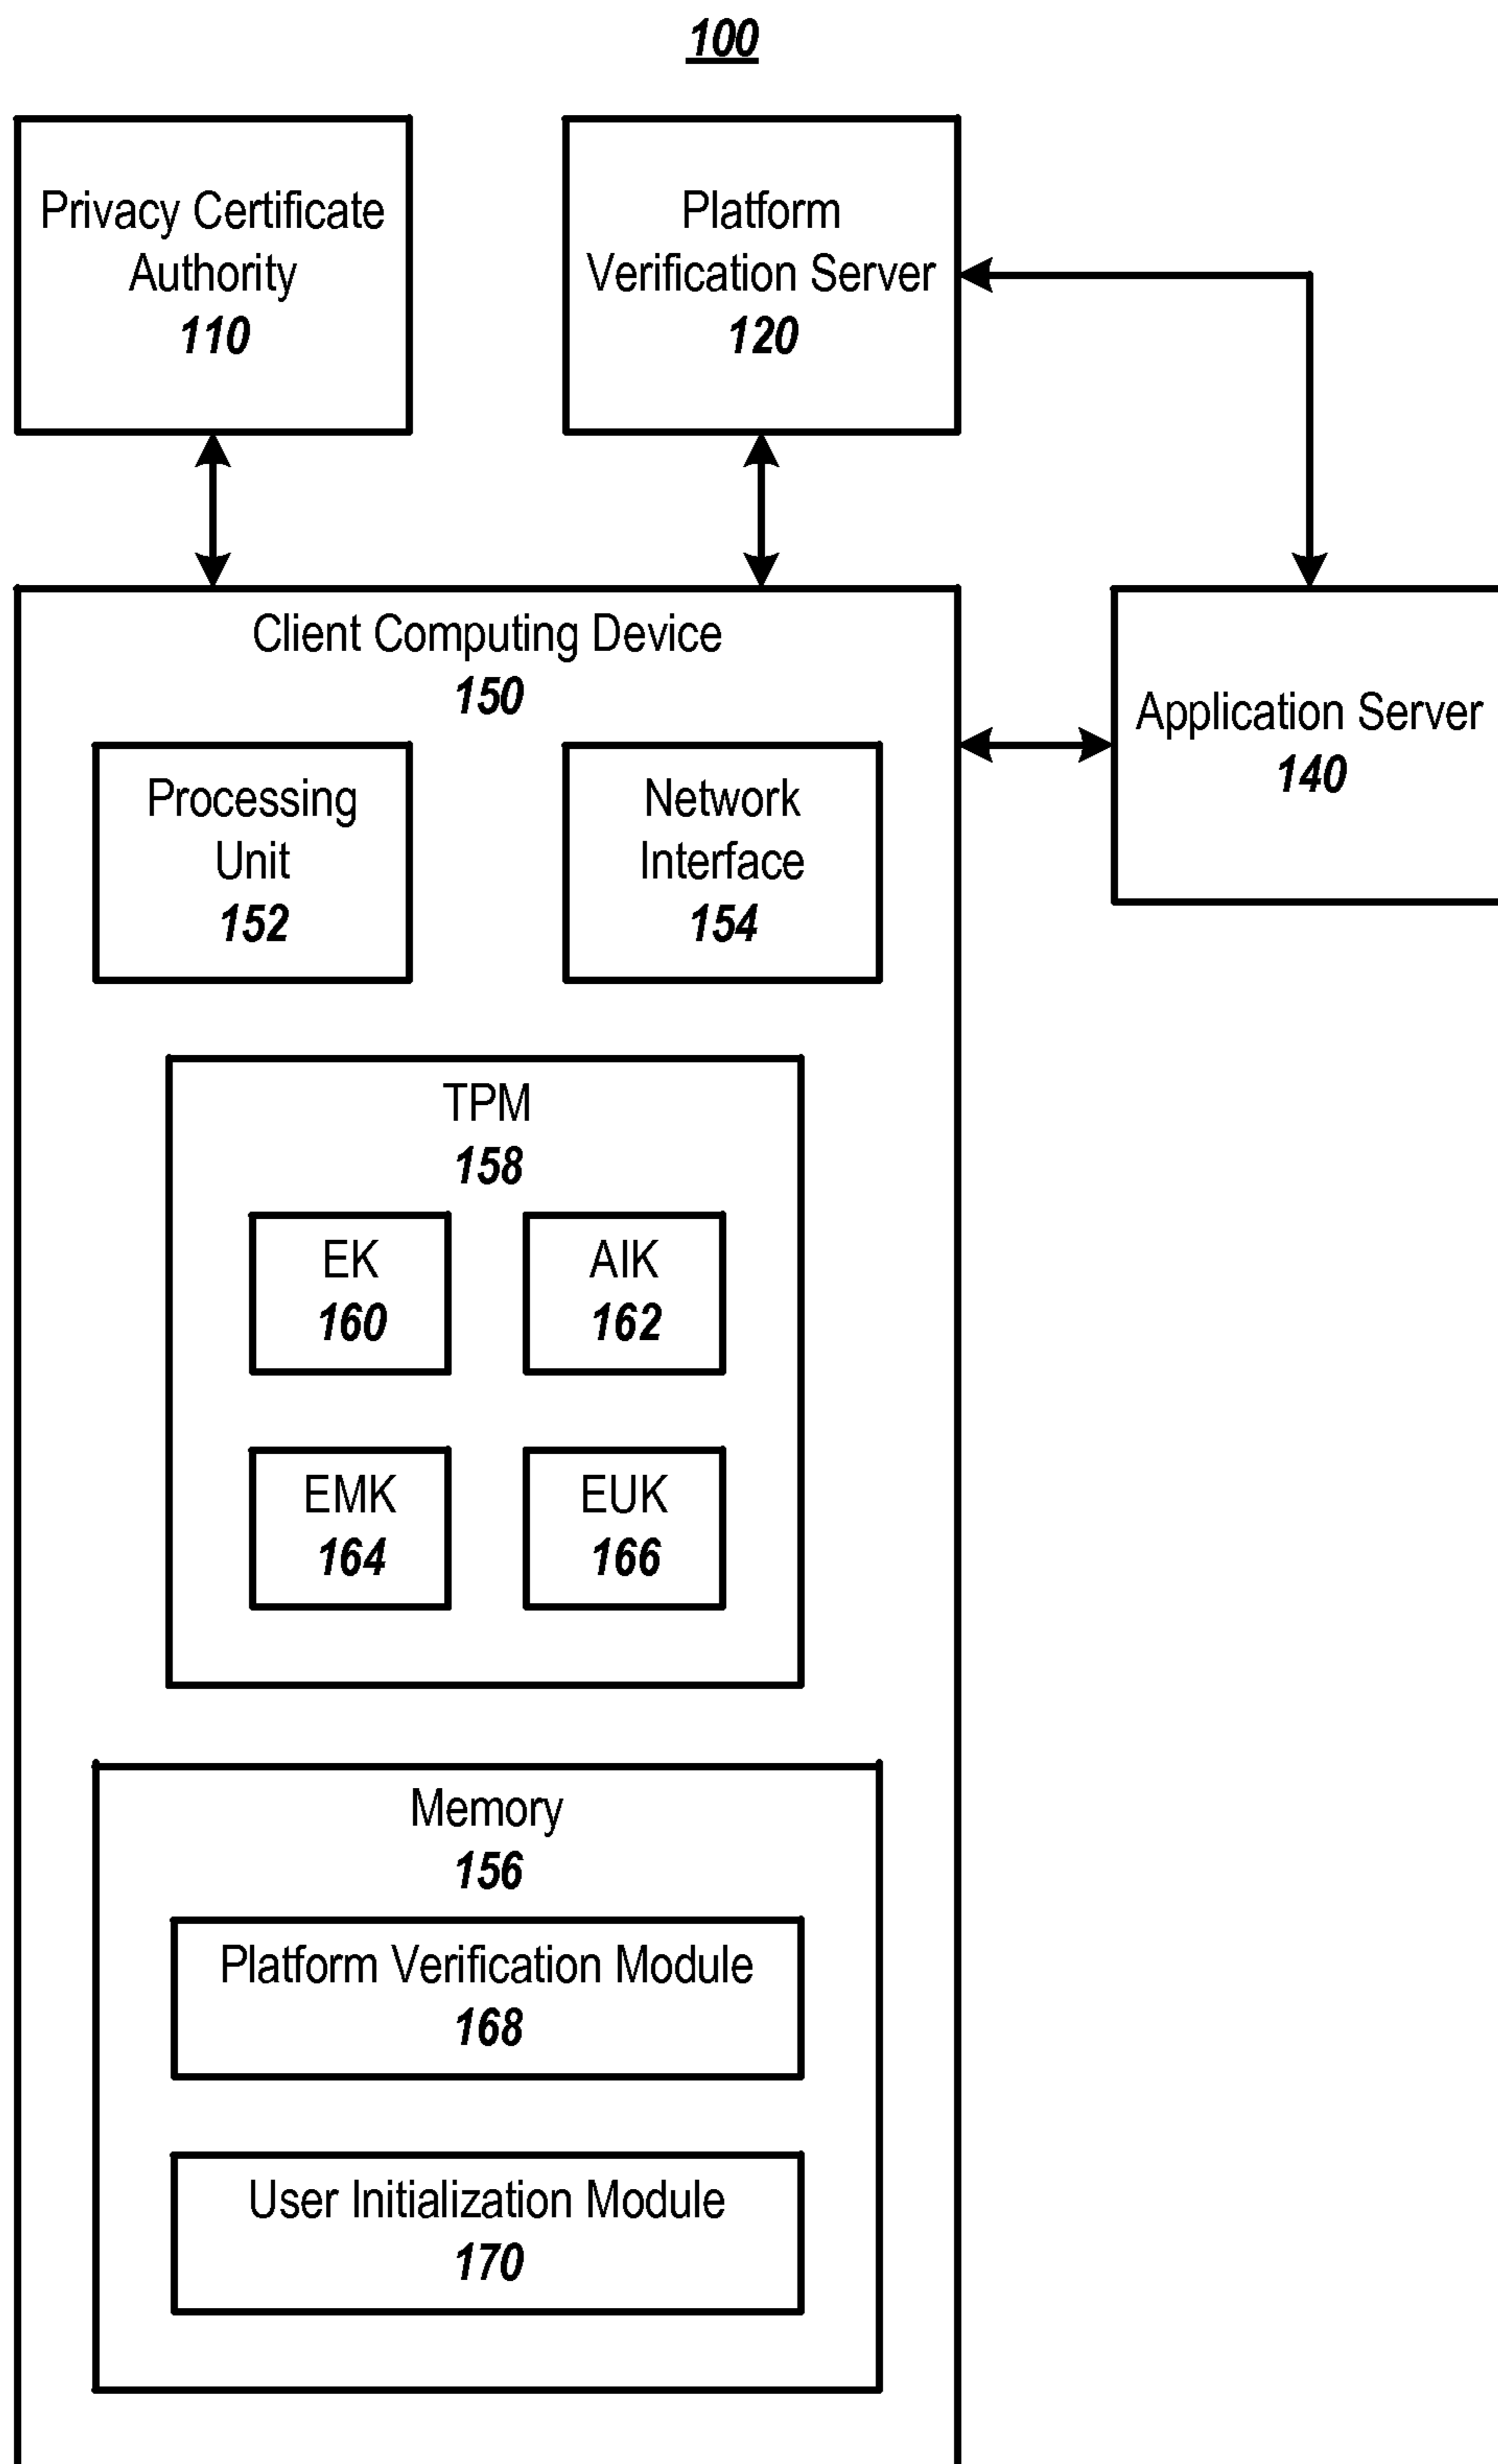 100
Privacy Certificate
Authority
110
Platform
Verification Server
120
Client Computing Device
150
Application Server
140
Processing
Unit
152
Network
Interface
154
TPM
158
EK
160
AIK
162
EMK
164
EUK
166
Memory
156
Platform Verification Module
168
User Initialization Module
170